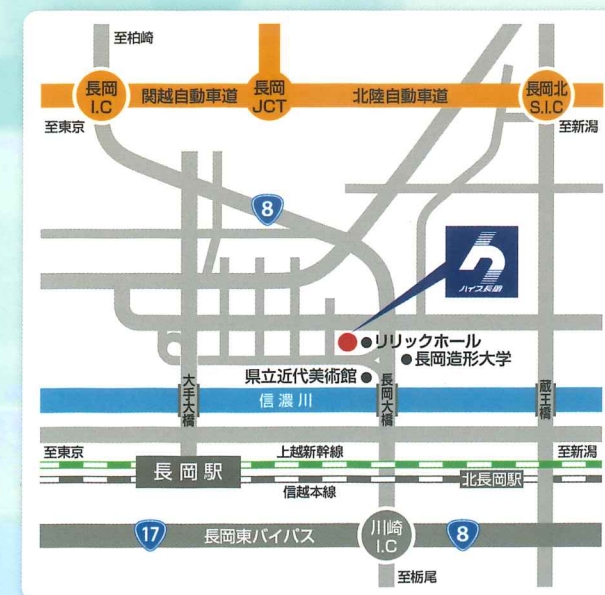 至柏崎
長岡
I.C
関越自動車道
長岡
JCT
北陸自動車道
長岡北
S.I.C
至東京
至新潟
8
ハイブ長岡
リリックホール
長岡造形大学
県立近代美術館
大手大橋
信濃川
長岡大橋
蔵王橋
至東京
上越新幹線
至新潟
長岡駅
北長岡駅
信越本線
17
長岡東バイパス
川崎
I.C
8
至栃尾